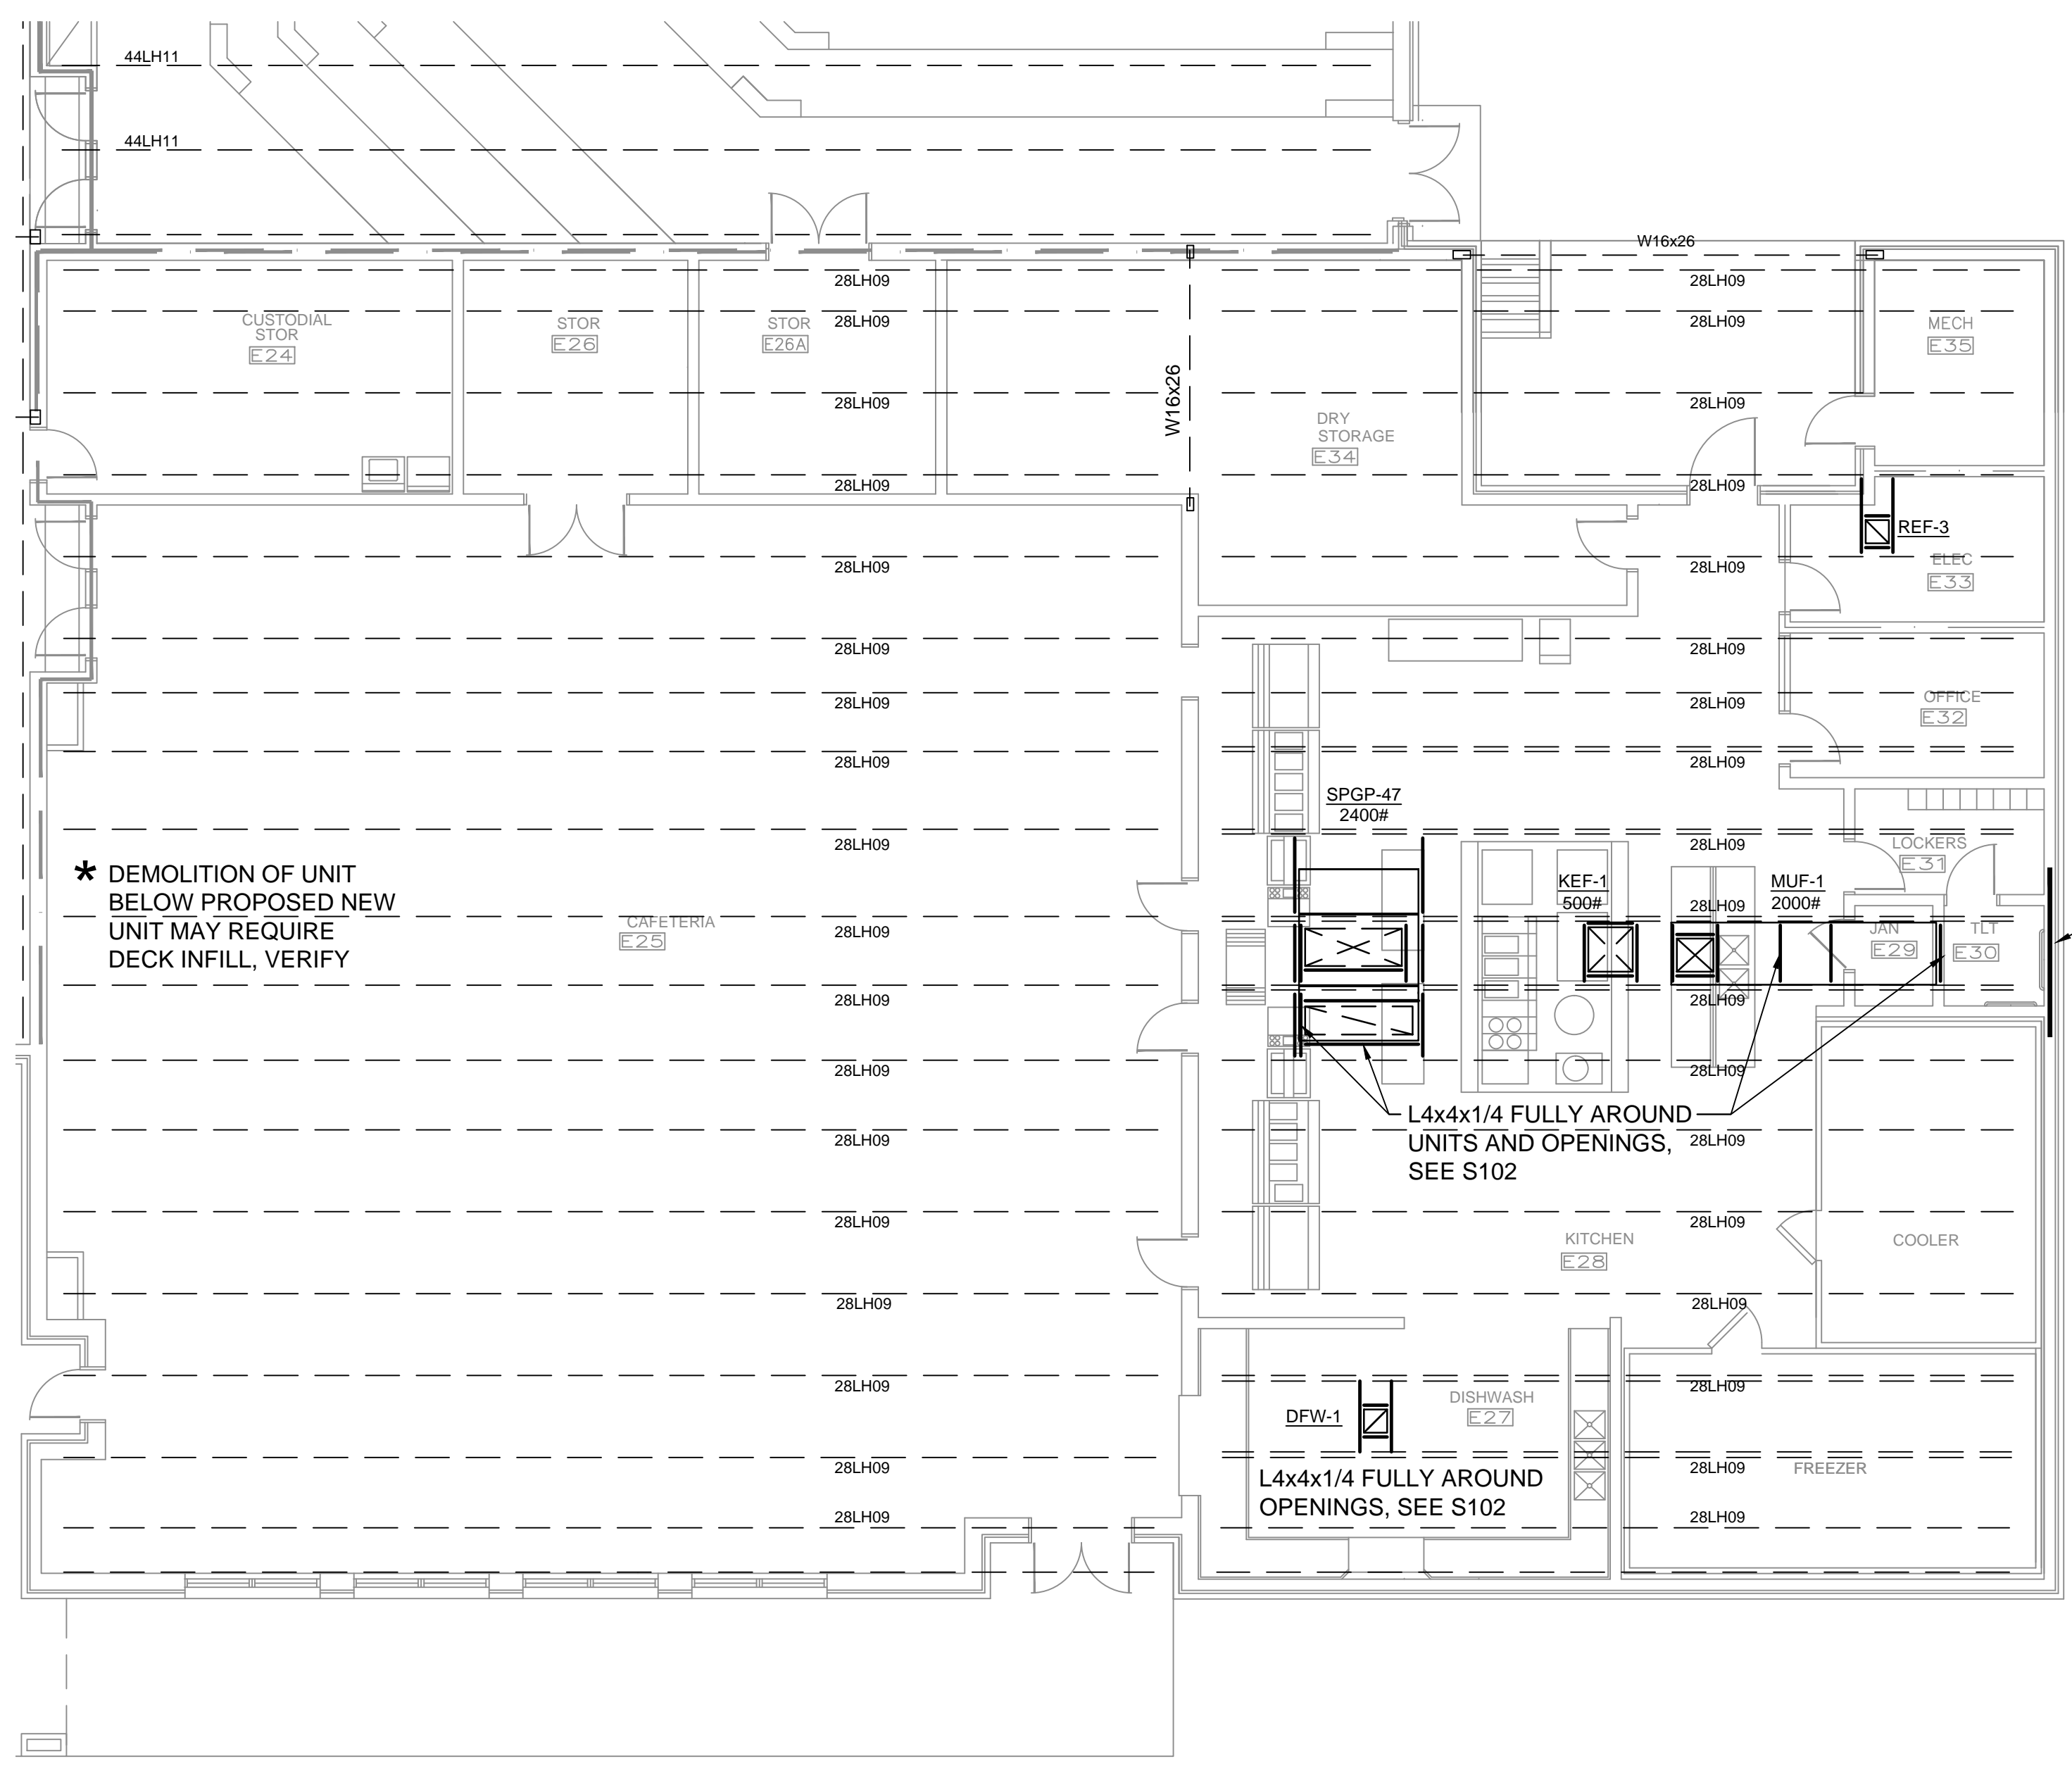 44LH11
44LH11
W16x26
28LH09
28LH09
CUSTODIAL
STOR
E24
STOR
E26
STOR
E26A
28LH09
28LH09
MECH
E35
28LH09
28LH09
W16x26
DRY
STORAGE
E34
28LH09
28LH09
REF-3
ELEC
E33
28LH09
28LH09
28LH09
28LH09
OFFICE
E32
28LH09
28LH09
28LH09
28LH09
SPGP-47
2400#
28LH09
28LH09
LOCKERS
E31
* DEMOLITION OF UNIT
BELOW PROPOSED NEW
UNIT MAY REQUIRE
DECK INFILL, VERIFY
CAFETERIA
E25
28LH09
KEF-1
500#
28LH09
MUF-1
2000#
JAN
E29
TLT
E30
28LH09
28LH09
28LH09
28LH09
L4x4x1/4 FULLY AROUND
UNITS AND OPENINGS,
SEE S102
28LH09
28LH09
28LH09
28LH09
KITCHEN
E28
COOLER
28LH09
28LH09
28LH09
28LH09
DFW-1
DISHWASH
E27
28LH09
28LH09
FREEZER
L4x4x1/4 FULLY AROUND
OPENINGS, SEE S102
28LH09
28LH09